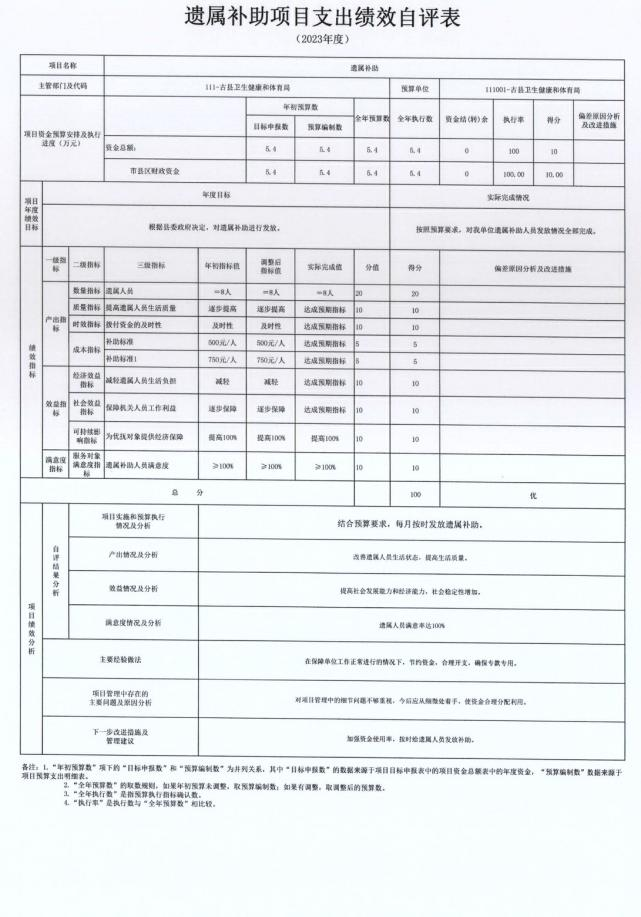 遗属补助项目支出绩效自评表
（2023年度）
项目名称 遗属补助
主管部门及代码 111-古县卫生健康和体育局 预算单位 111001-古县卫生健康和体育局
项目资金预算安排及执行进度（万元） 年初预算数 全年预算数 全年执行数 资金结(转)余 执行率 得分 偏差原因分析及改进措施
目标申报数 预算编制数
资金总额： 5.4 5.4 5.4 5.4 0 100 10
市县区财政资金 5.4 5.4 5.4 5.4 0 100.00 10.00
项目年度绩效目标 年度目标 实际完成情况
根据县委政府决定，对遗属补助进行发放。 按照预算要求，对我单位遗属补助人员发放情况全部完成。
绩效指标 一级指标 二级指标 三级指标 年初指标值 调整后指标值 实际完成值 分值 得分 偏差原因分析及改进措施
产出指标 数量指标 遗属人员 ＝8人 ＝8人 ＝8人 20 20
质量指标 提高遗属人员生活质量 逐步提高 逐步提高 达成预期指标 10 10
时效指标 拨付资金的及时性 及时性 及时性 达成预期指标 10 10
成本指标 补助标准 500元/人 500元/人 达成预期指标 5 5
补助标准1 750元/人 750元/人 达成预期指标 5 5
效益指标 经济效益指标 减轻遗属人员生活负担 减轻 减轻 达成预期指标 10 10
社会效益指标 保障机关人员工作利益 逐步保障 逐步保障 达成预期指标 10 10
可持续影响指标 为优抚对象提供经济保障 提高100% 提高100% 提高100% 10 10
满意度指标 服务对象满意度指标 遗属补助人员满意度 ≥100% ≥100% ≥100% 10 10
总 分 100 优
项目绩效分析 自评结果分析 项目实施和预算执行情况及分析 结合预算要求，每月按时发放遗属补助。
产出情况及分析 改善遗属人员生活状态，提高生活质量。
效益情况及分析 提高社会发展能力和经济能力，社会稳定性增加。
满意度情况及分析 遗属人员满意率达100%
主要经验做法 在保障单位工作正常进行的情况下，节约资金，合理开支，确保专款专用。
项目管理中存在的主要问题及原因分析 对项目管理中的细节问题不够重视，今后应从细微处着手，使资金合理分配利用。
下一步改进措施及管理建议 加强资金使用率，按时给遗属人员发放补助。
备注：1.“年初预算数”项下的“目标申报数”和“预算编制数”为并列关系，其中“目标申报数”的数据来源于项目目标申报表中的项目资金总额表中的年度资金，“预算编制数”数据来源于
项目预算支出明细表。
2.“全年预算数”的取数规则，如果年初预算未调整，取预算编制数；如果有调整，取调整后的预算数。
3.“全年执行数”是指预算执行指标确认数。
4.“执行率”是执行数与“全年预算数”相比较。